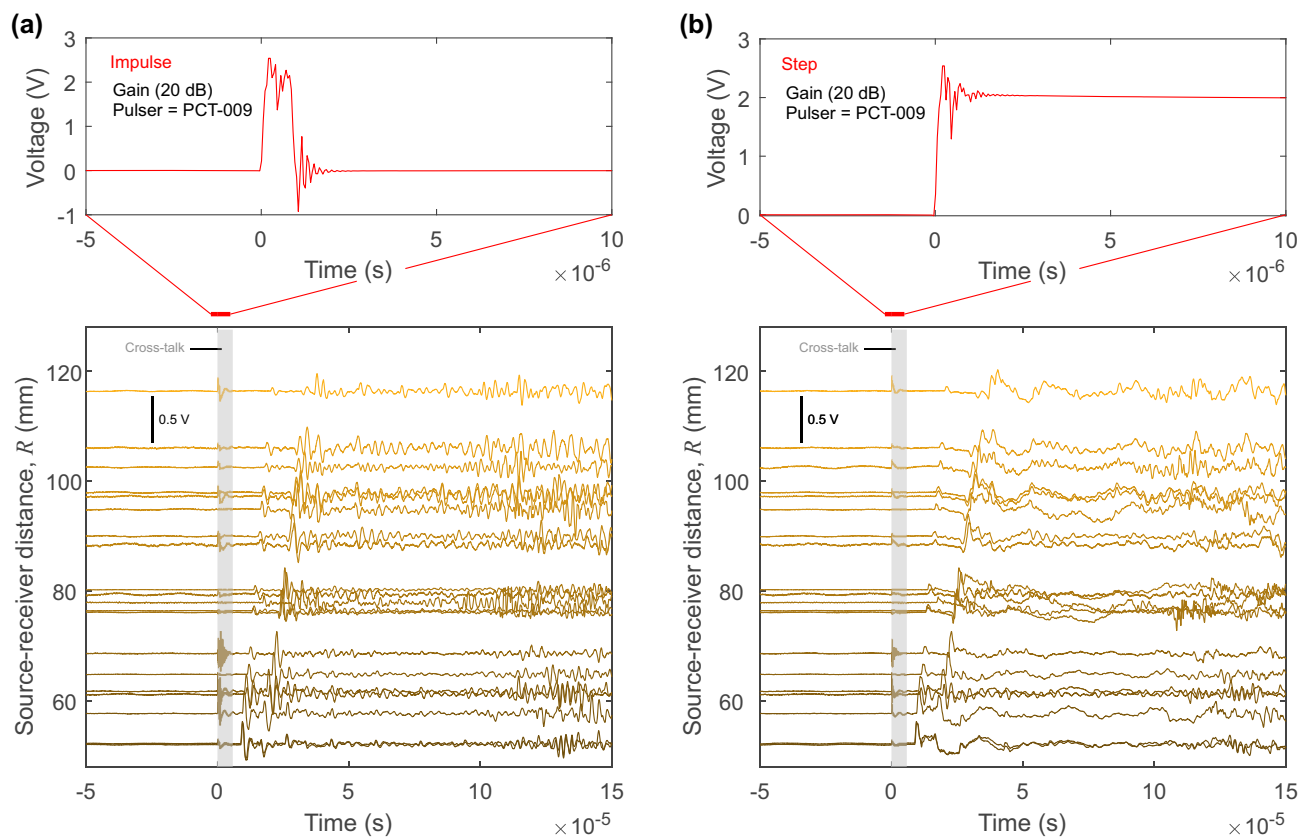 (a)
3
2
1
0
-1
Voltage (V)
Impulse
Gain (20 dB)
Pulser = PCT-009
-5
0
5
10
Time (s)
× 10⁻⁶
Cross-talk
0.5 V
120
100
80
60
Source-receiver distance, R (mm)
-5
0
5
10
15
Time (s)
× 10⁻⁵
(b)
3
2
1
0
Voltage (V)
Step
Gain (20 dB)
Pulser = PCT-009
-5
0
5
10
Time (s)
× 10⁻⁶
Cross-talk
0.5 V
120
100
80
60
Source-receiver distance, R (mm)
-5
0
5
10
15
Time (s)
× 10⁻⁵